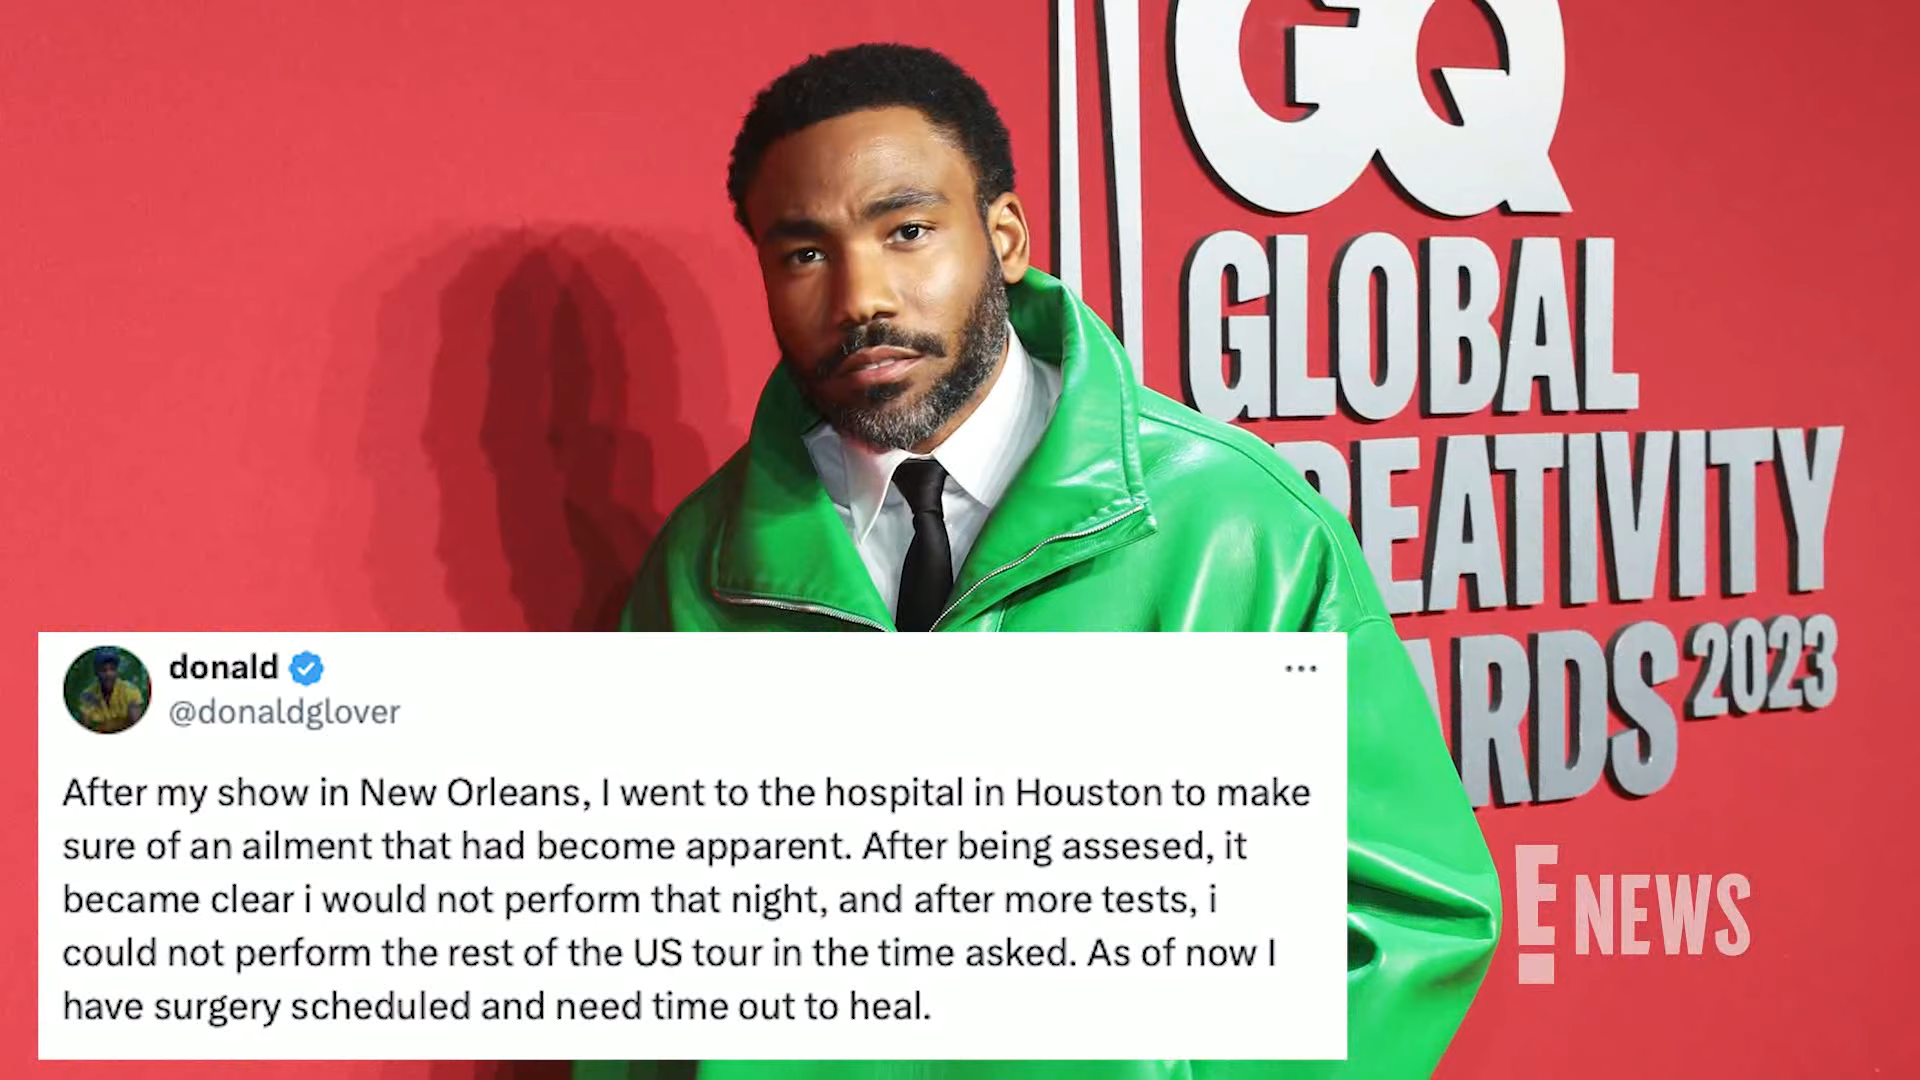 GQ
GLOBAL
REATIVITY
RDS 2023
donald
@donaldglover
After my show in New Orleans, I went to the hospital in Houston to make
sure of an ailment that had become apparent. After being assesed, it
became clear i would not perform that night, and after more tests, i
could not perform the rest of the US tour in the time asked. As of now I
have surgery scheduled and need time out to heal.
E NEWS